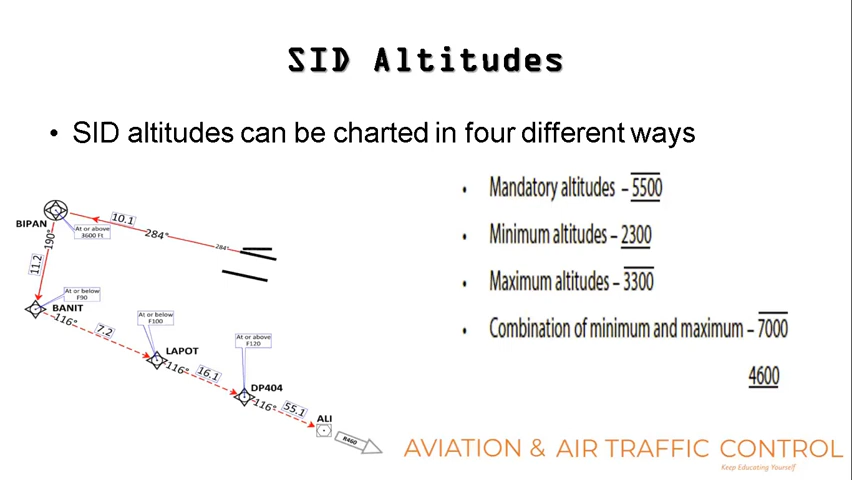 SID Altitudes
• SID altitudes can be charted in four different ways
• Mandatory altitudes – 5500
• Minimum altitudes – 2300
• Maximum altitudes – 3300
• Combination of minimum and maximum – 7000
4600
BIPAN
At or above
3600 Ft
10.1
284°
284°
190°
11.2
At or below
F90
BANIT
116°
7.2
At or below
F100
LAPOT
116°
16.1
At or above
F120
DP404
116°
55.1
ALI
R460
AVIATION & AIR TRAFFIC CONTROL
Keep Educating Yourself